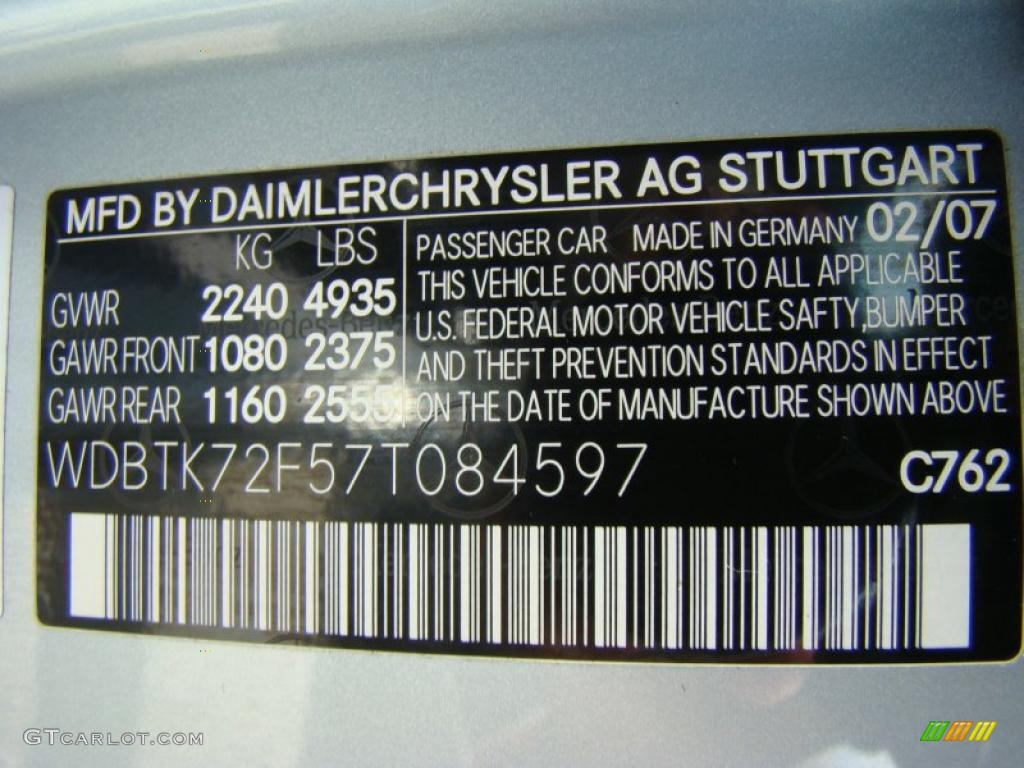 MFD BY DAIMLERCHRYSLER AG STUTTGART
KG LBS
GVWR 2240 4935
GAWR FRONT 1080 2375
GAWR REAR 1160 2555
PASSENGER CAR MADE IN GERMANY 02/07
THIS VEHICLE CONFORMS TO ALL APPLICABLE
U.S. FEDERAL MOTOR VEHICLE SAFTY,BUMPER
AND THEFT PREVENTION STANDARDS IN EFFECT
ON THE DATE OF MANUFACTURE SHOWN ABOVE
WDBTK72F57T084597
C762
GTCARLOT.COM